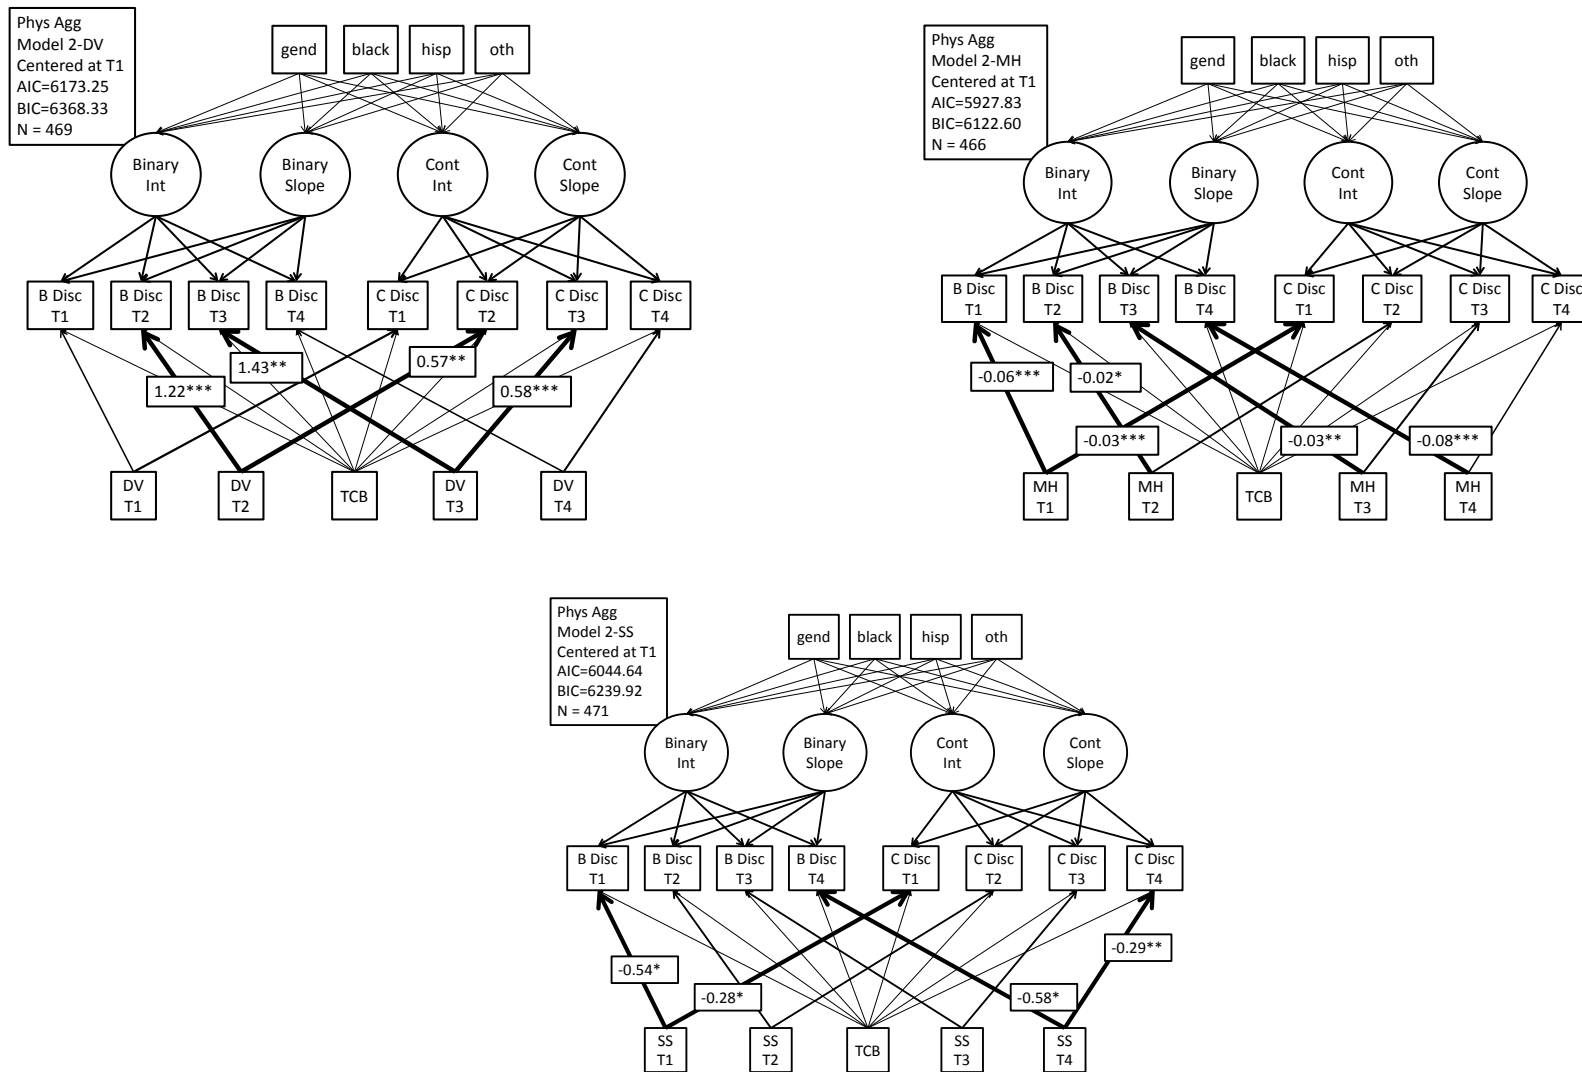 Phys Agg
Model 2-DV
Centered at T1
AIC=6173.25
BIC=6368.33
N = 469
gend
black
hisp
oth
Binary
Int
Binary
Slope
Cont
Int
Cont
Slope
B Disc
T1
B Disc
T2
B Disc
T3
B Disc
T4
C Disc
T1
C Disc
T2
C Disc
T3
C Disc
T4
1.22***
1.43**
0.57**
0.58***
DV
T1
DV
T2
TCB
DV
T3
DV
T4
Phys Agg
Model 2-MH
Centered at T1
AIC=5927.83
BIC=6122.60
N = 466
gend
black
hisp
oth
Binary
Int
Binary
Slope
Cont
Int
Cont
Slope
B Disc
T1
B Disc
T2
B Disc
T3
B Disc
T4
C Disc
T1
C Disc
T2
C Disc
T3
C Disc
T4
-0.06***
-0.02*
-0.03***
-0.03**
-0.08***
MH
T1
MH
T2
TCB
MH
T3
MH
T4
Phys Agg
Model 2-SS
Centered at T1
AIC=6044.64
BIC=6239.92
N = 471
gend
black
hisp
oth
Binary
Int
Binary
Slope
Cont
Int
Cont
Slope
B Disc
T1
B Disc
T2
B Disc
T3
B Disc
T4
C Disc
T1
C Disc
T2
C Disc
T3
C Disc
T4
-0.54*
-0.28*
-0.58*
-0.29**
SS
T1
SS
T2
TCB
SS
T3
SS
T4